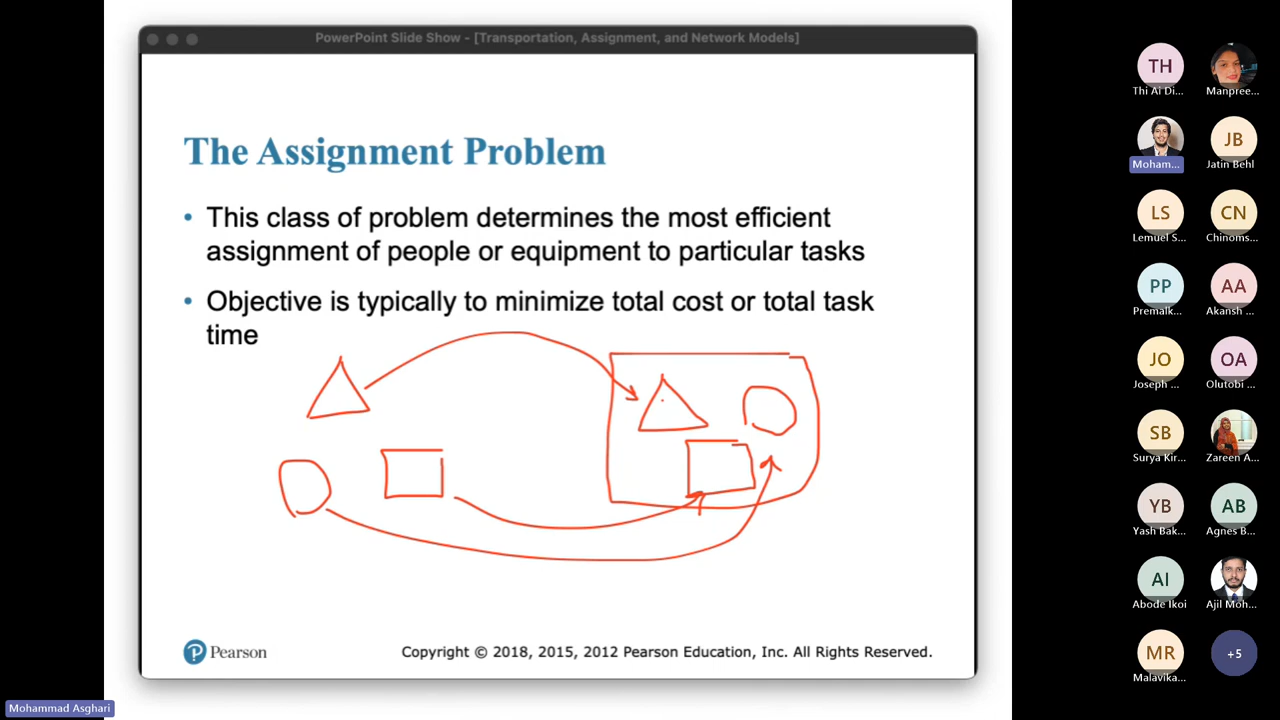 PowerPoint Slide Show - [Transportation, Assignment, and Network Models]
The Assignment Problem
• This class of problem determines the most efficient
assignment of people or equipment to particular tasks
• Objective is typically to minimize total cost or total task
time
Pearson
Copyright © 2018, 2015, 2012 Pearson Education, Inc. All Rights Reserved.
Mohammad Asghari
TH
Thi Ai Di...
Manpree...
Moham...
JB
Jatin Behl
LS
Lemuel S...
CN
Chinoms...
PP
Premalk...
AA
Akansh ...
JO
Joseph ...
OA
Olutobi ...
SB
Surya Kir...
Zareen A...
YB
Yash Bak...
AB
Agnes B...
AI
Abode Ikoi
Ajil Moh...
MR
Malavika...
+5